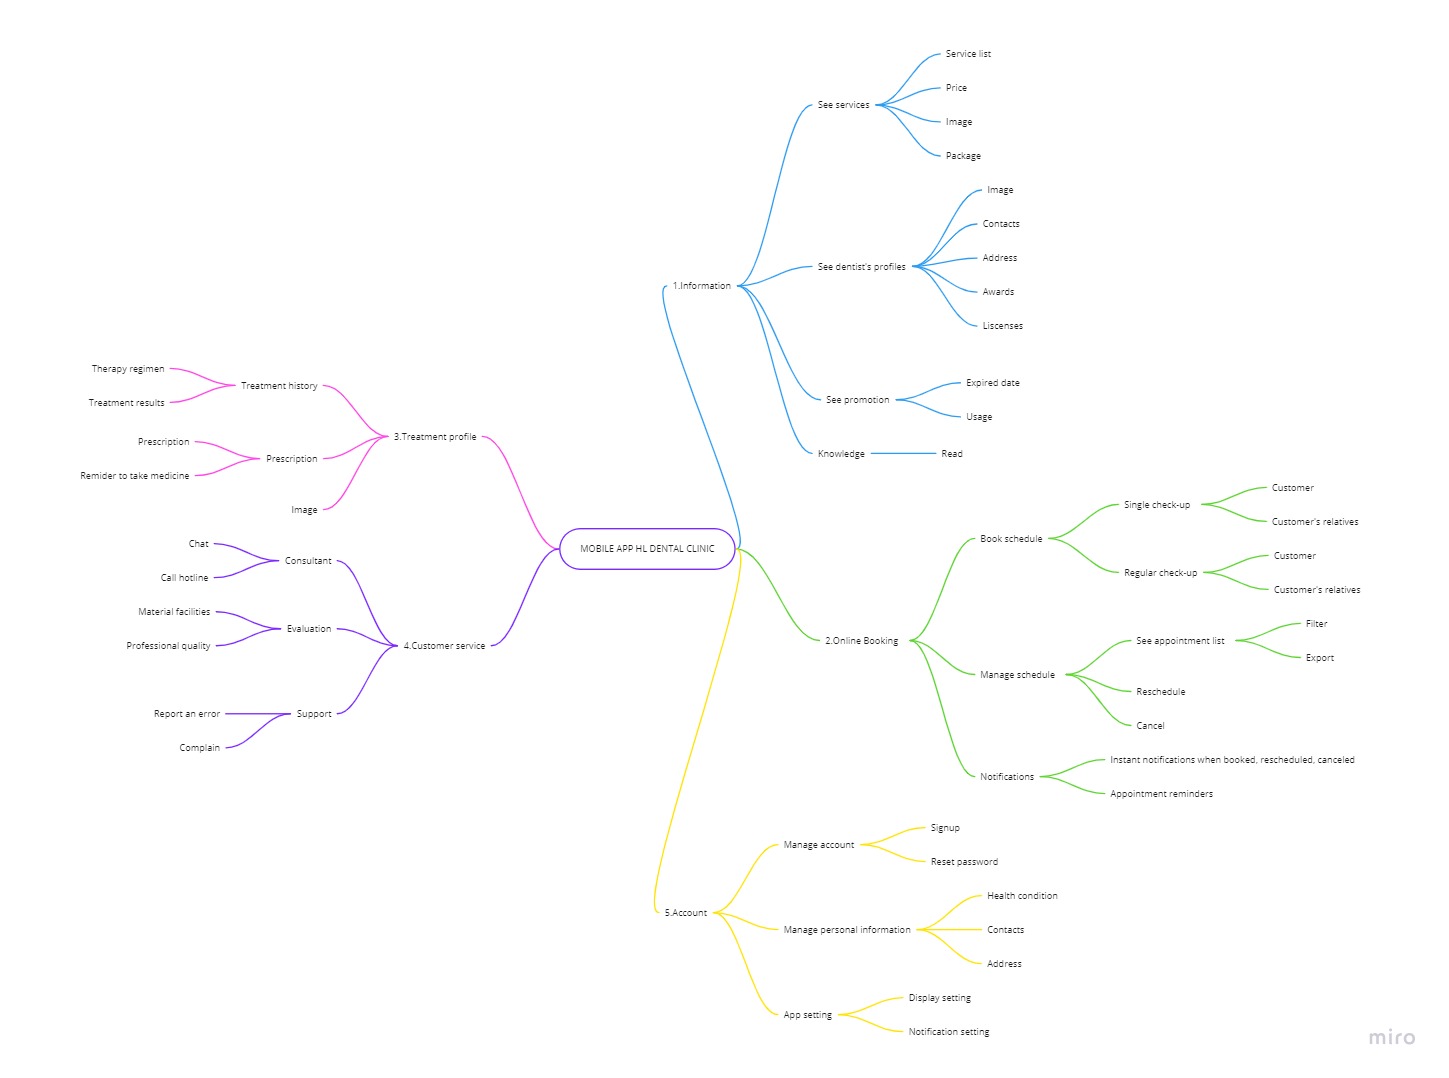 MOBILE APP HL DENTAL CLINIC
1.Information
See services
Service list
Price
Image
Package
See dentist's profiles
Image
Contacts
Address
Awards
Liscenses
See promotion
Expired date
Usage
Knowledge
Read
2.Online Booking
Book schedule
Single check-up
Customer
Customer's relatives
Regular check-up
Customer
Customer's relatives
Manage schedule
See appointment list
Filter
Export
Reschedule
Cancel
Notifications
Instant notifications when booked, rescheduled, canceled
Appointment reminders
3.Treatment profile
Treatment history
Therapy regimen
Treatment results
Prescription
Prescription
Remider to take medicine
Image
4.Customer service
Consultant
Chat
Call hotline
Evaluation
Material facilities
Professional quality
Support
Report an error
Complain
5.Account
Manage account
Signup
Reset password
Manage personal information
Health condition
Contacts
Address
App setting
Display setting
Notification setting
miro